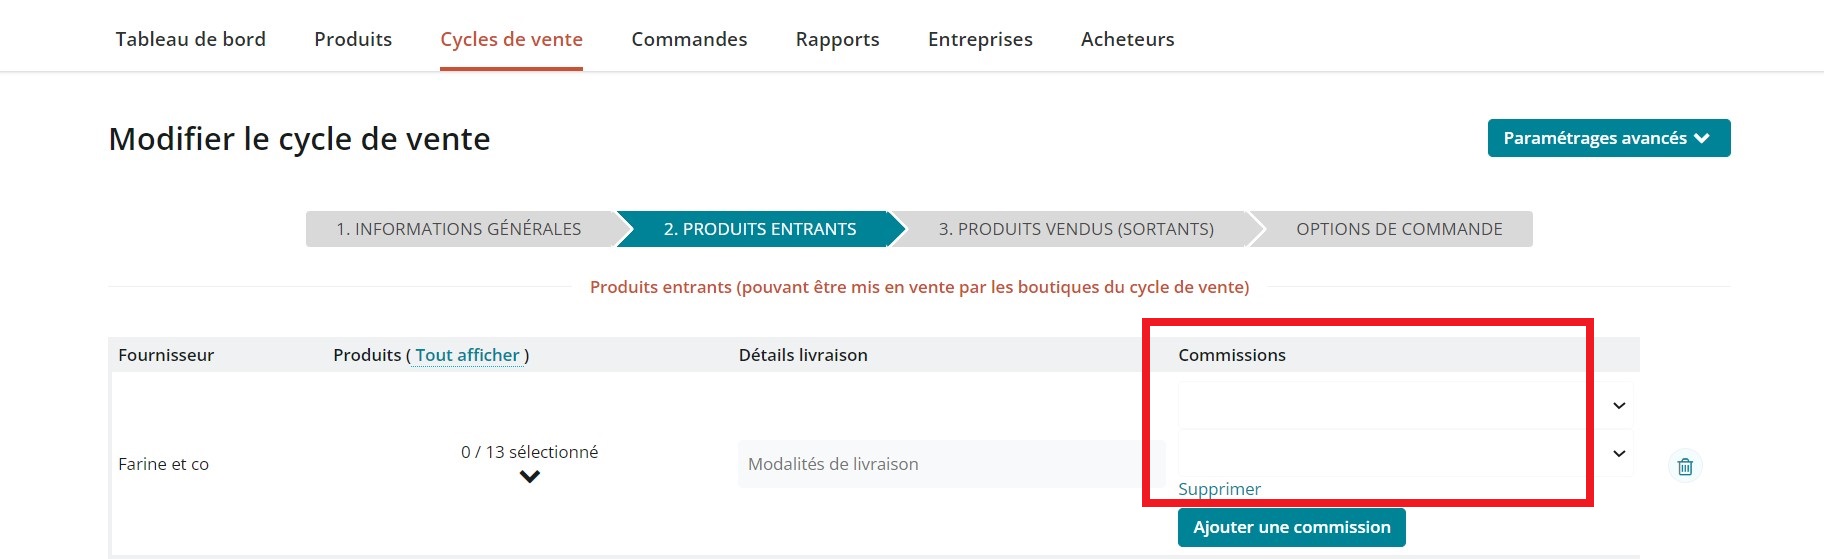 Tableau de bord Produits Cycles de vente Commandes Rapports Entreprises Acheteurs
Modifier le cycle de vente
Paramétrages avancés
1. INFORMATIONS GÉNÉRALES 2. PRODUITS ENTRANTS 3. PRODUITS VENDUS (SORTANTS) OPTIONS DE COMMANDE
Produits entrants (pouvant être mis en vente par les boutiques du cycle de vente)
Fournisseur Produits ( Tout afficher ) Détails livraison Commissions
Farine et co
0 / 13 sélectionné
Modalités de livraison
Supprimer
Ajouter une commission